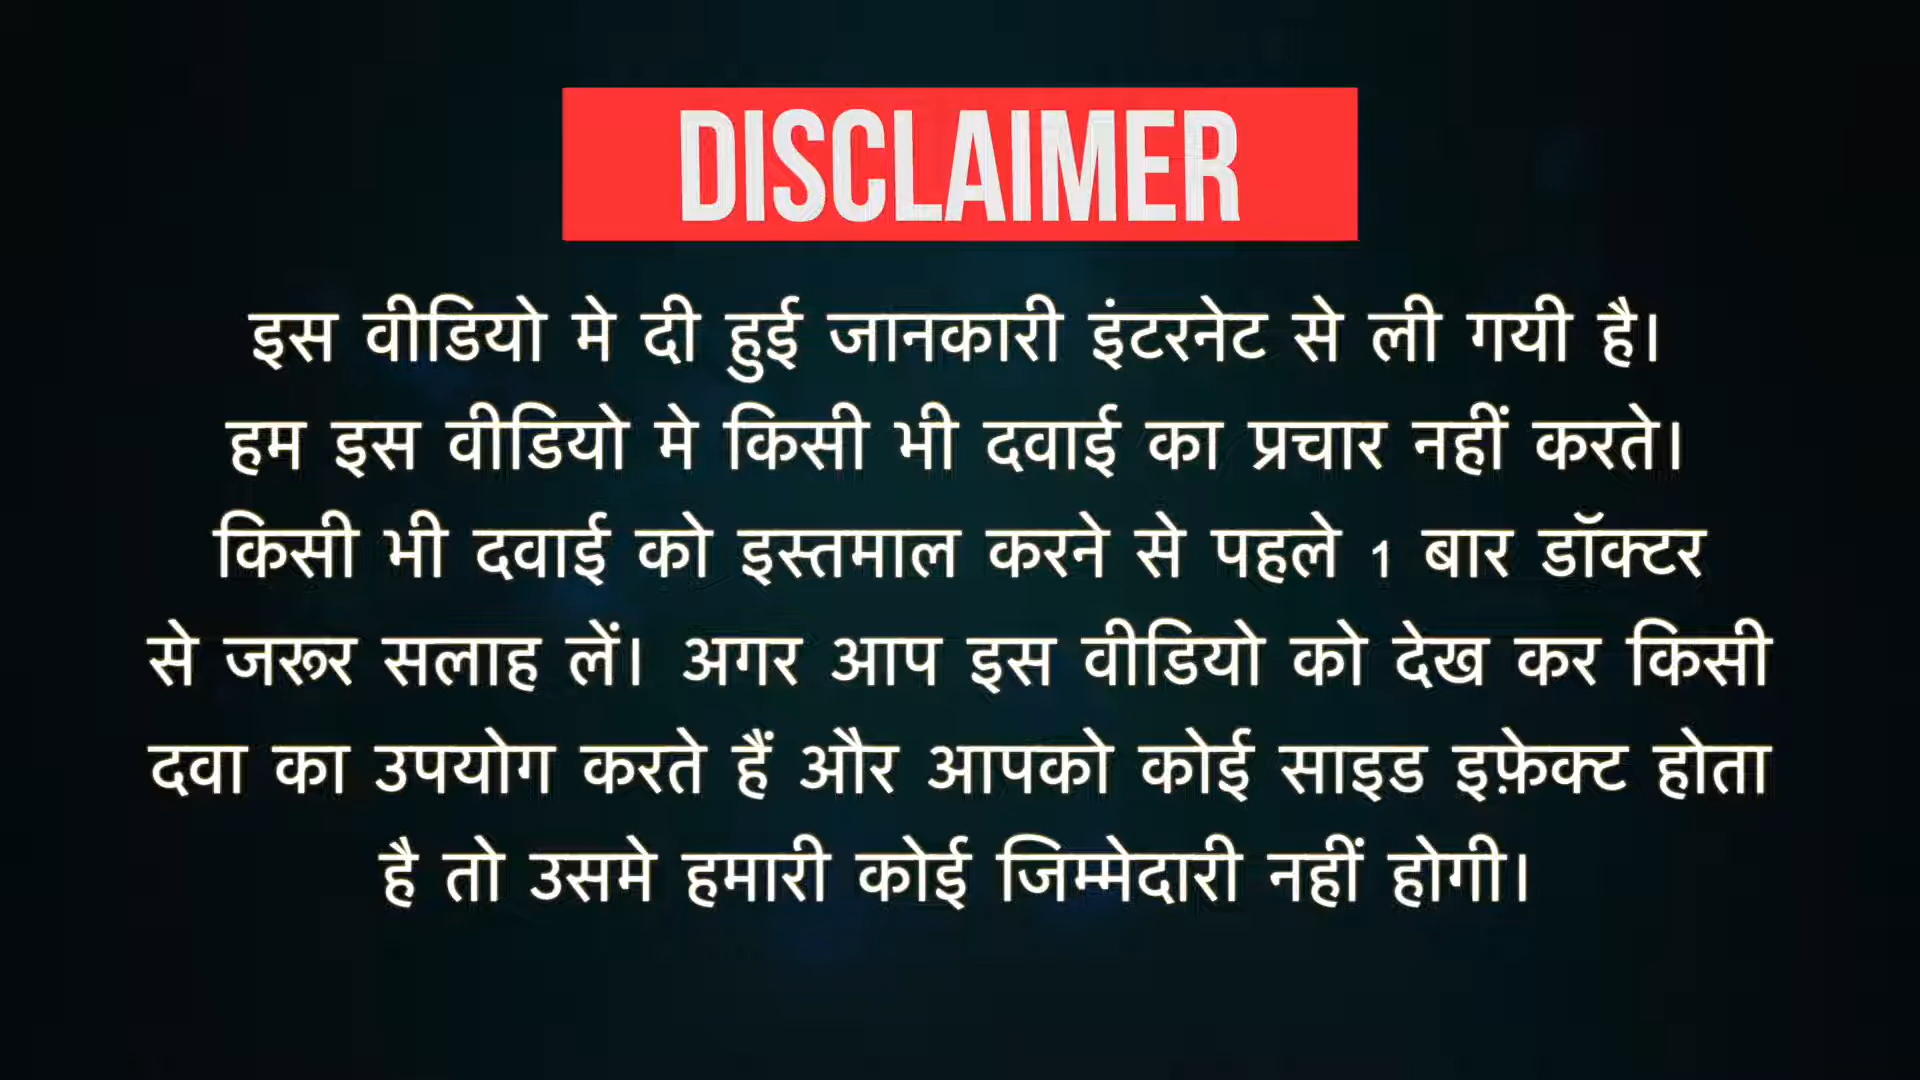 DISCLAIMER
इस वीडियो मे दी हुई जानकारी इंटरनेट से ली गयी है।
हम इस वीडियो मे किसी भी दवाई का प्रचार नहीं करते।
किसी भी दवाई को इस्तमाल करने से पहले 1 बार डॉक्टर
से जरूर सलाह लें। अगर आप इस वीडियो को देख कर किसी
दवा का उपयोग करते हैं और आपको कोई साइड इफ़ेक्ट होता
है तो उसमे हमारी कोई जिम्मेदारी नहीं होगी।